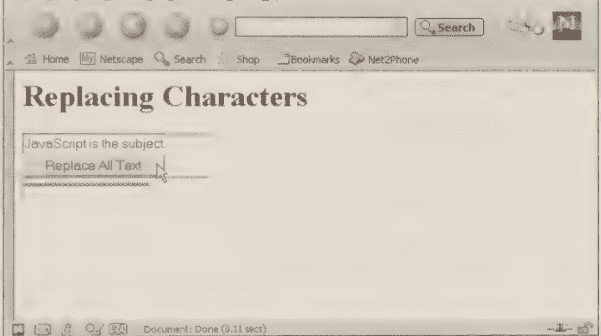 Search
Home My Netscape Search Shop Bookmarks Net2Phone
Replacing Characters
JavaScript is the subject
Replace All Text
Document: Done (0.11 secs)